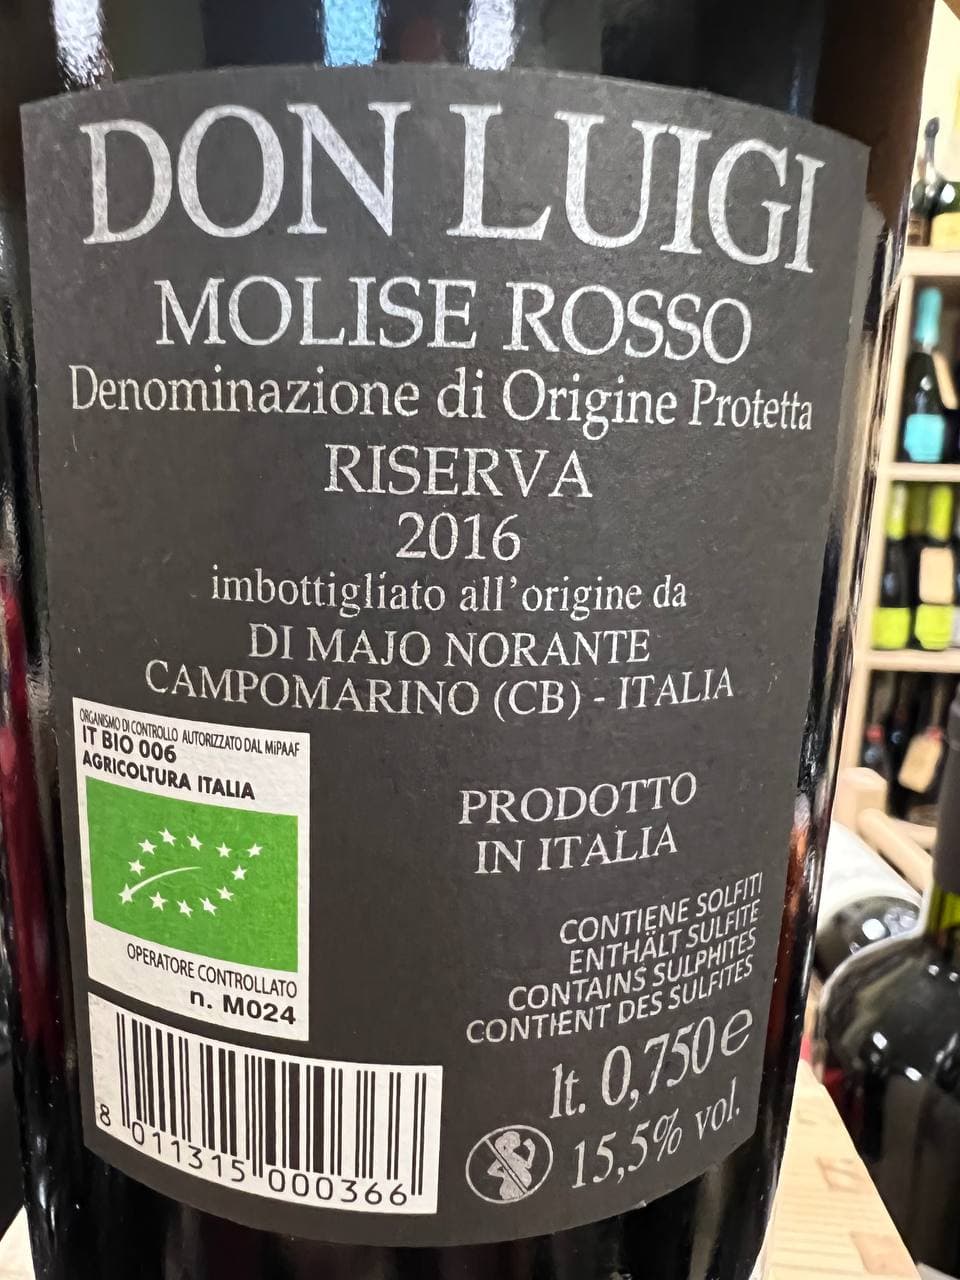 DON LUIGI
MOLISE ROSSO
Denominazione di Origine Protetta
RISERVA
2016
imbottigliato all'origine da
DI MAJO NORANTE
CAMPOMARINO (CB) - ITALIA
ORGANISMO DI CONTROLLO AUTORIZZATO DAL MiPAAF
IT BIO 006
AGRICOLTURA ITALIA
OPERATORE CONTROLLATO
n. M024
PRODOTTO
IN ITALIA
CONTIENE SOLFITI
ENTHÄLT SULFITE
CONTAINS SULPHITES
CONTIENT DES SULFITES
lt. 0,750 e
15,5% vol.
8 011315 000366